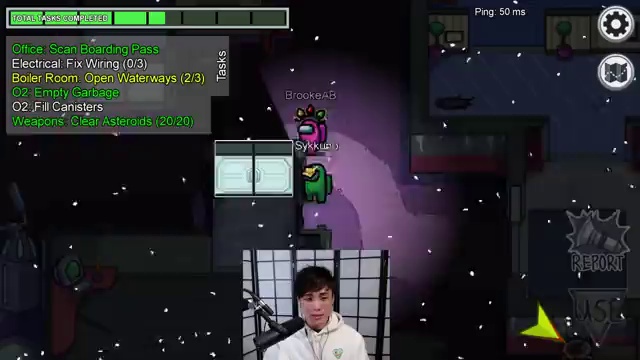 TOTAL TASKS COMPLETED
Ping: 50 ms
Office: Scan Boarding Pass
Electrical: Fix Wiring (0/3)
Boiler Room: Open Waterways (2/3)
O2: Empty Garbage
O2: Fill Canisters
Weapons: Clear Asteroids (20/20)
Tasks
BrookeAB
Sykkuno
REPORT
USE